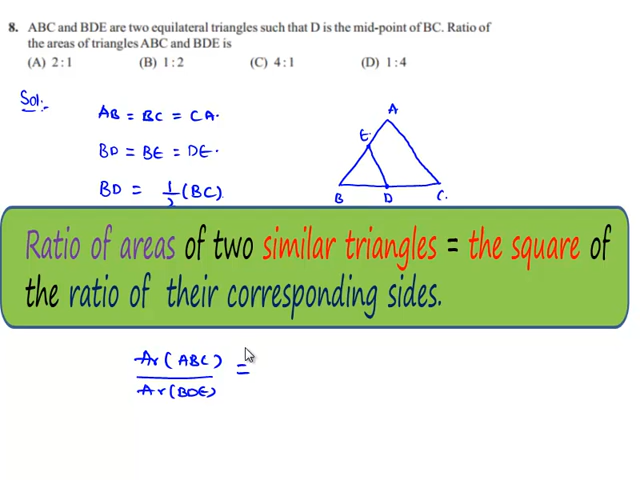 8. ABC and BDE are two equilateral triangles such that D is the mid-point of BC. Ratio of
the areas of triangles ABC and BDE is
(A) 2 : 1 (B) 1 : 2 (C) 4 : 1 (D) 1 : 4
Sol:-
AB = BC = CA.
BD = BE = DE.
BD = 1/2 (BC)
A
E
B D C
Ratio of areas of two similar triangles = the square of
the ratio of their corresponding sides.
Ar (ABC) =
Ar (BDE)